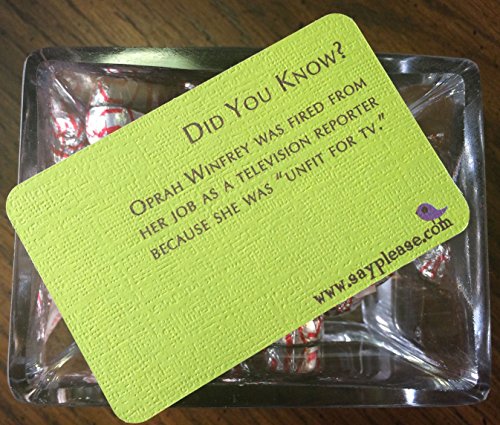 DID YOU KNOW?
OPRAH WINFREY WAS FIRED FROM
HER JOB AS A TELEVISION REPORTER
BECAUSE SHE WAS "UNFIT FOR TV."
www.sayplease.com